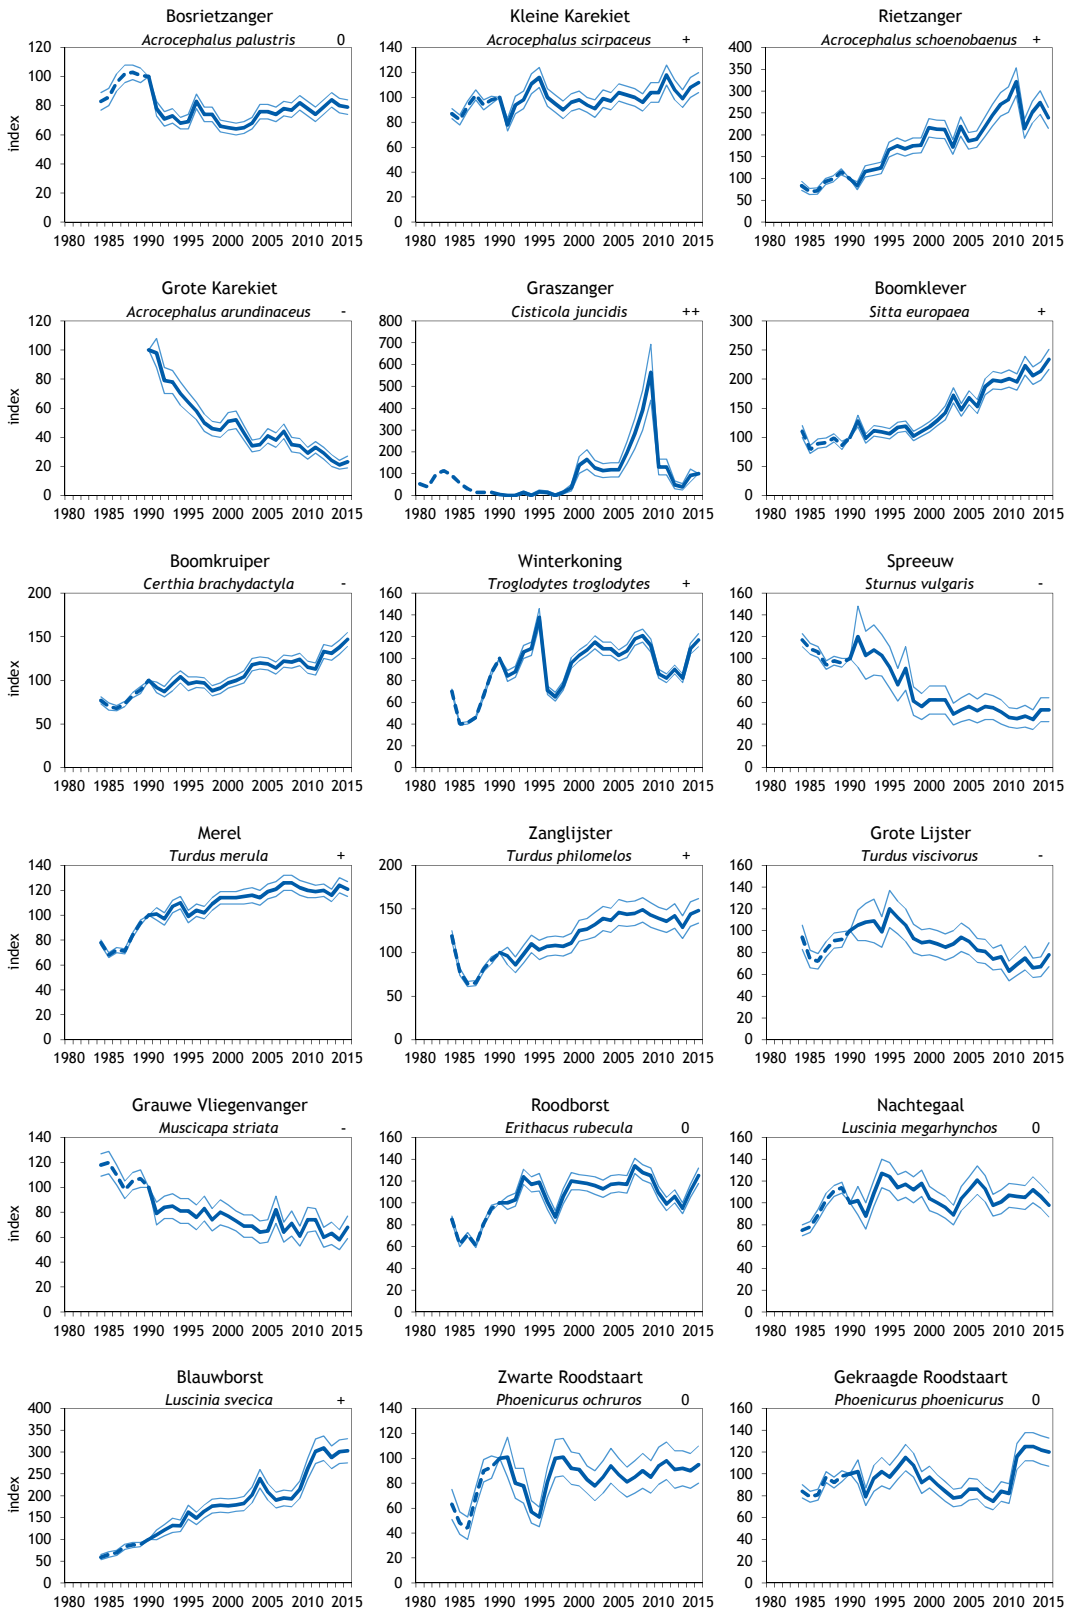 Bosrietzanger Kleine Karekiet Rietzanger
Acrocephalus palustris 0 Acrocephalus scirpaceus + Acrocephalus schoenobaenus +
120 140 400
100 120 350
80 100 300
60 80 250
40 60 200
20 40 150
0 20 100
0 50
0
index
1980 1985 1990 1995 2000 2005 2010 2015 1980 1985 1990 1995 2000 2005 2010 2015 1980 1985 1990 1995 2000 2005 2010 2015
Grote Karekiet Graszanger Boomklever
Acrocephalus arundinaceus - Cisticola juncidis ++ Sitta europaea +
120 800 300
100 700 250
80 600 200
60 500 150
40 400 100
20 300 50
0 200 0
100
0
index
1980 1985 1990 1995 2000 2005 2010 2015 1980 1985 1990 1995 2000 2005 2010 2015 1980 1985 1990 1995 2000 2005 2010 2015
Boomkruiper Winterkoning Spreeuw
Certhia brachydactyla - Troglodytes troglodytes + Sturnus vulgaris -
200 160 160
150 140 140
100 120 120
50 100 100
0 80 80
60 60
40 40
20 20
0 0
index
1980 1985 1990 1995 2000 2005 2010 2015 1980 1985 1990 1995 2000 2005 2010 2015 1980 1985 1990 1995 2000 2005 2010 2015
Merel Zanglijster Grote Lijster
Turdus merula + Turdus philomelos + Turdus viscivorus -
140 200 160
120 150 140
100 100 120
80 50 100
60 0 80
40 60
20 40
0 20
0
index
1980 1985 1990 1995 2000 2005 2010 2015 1980 1985 1990 1995 2000 2005 2010 2015 1980 1985 1990 1995 2000 2005 2010 2015
Grauwe Vliegenvanger Roodborst Nachtegaal
Muscicapa striata - Erithacus rubecula 0 Luscinia megarhynchos 0
140 160 160
120 140 140
100 120 120
80 100 100
60 80 80
40 60 60
20 40 40
0 20 20
0 0
index
1980 1985 1990 1995 2000 2005 2010 2015 1980 1985 1990 1995 2000 2005 2010 2015 1980 1985 1990 1995 2000 2005 2010 2015
Blauwborst Zwarte Roodstaart Gekraagde Roodstaart
Luscinia svecica + Phoenicurus ochruros 0 Phoenicurus phoenicurus 0
400 140 160
350 120 140
300 100 120
250 80 100
200 60 80
150 40 60
100 20 40
50 0 20
0 0
index
1980 1985 1990 1995 2000 2005 2010 2015 1980 1985 1990 1995 2000 2005 2010 2015 1980 1985 1990 1995 2000 2005 2010 2015